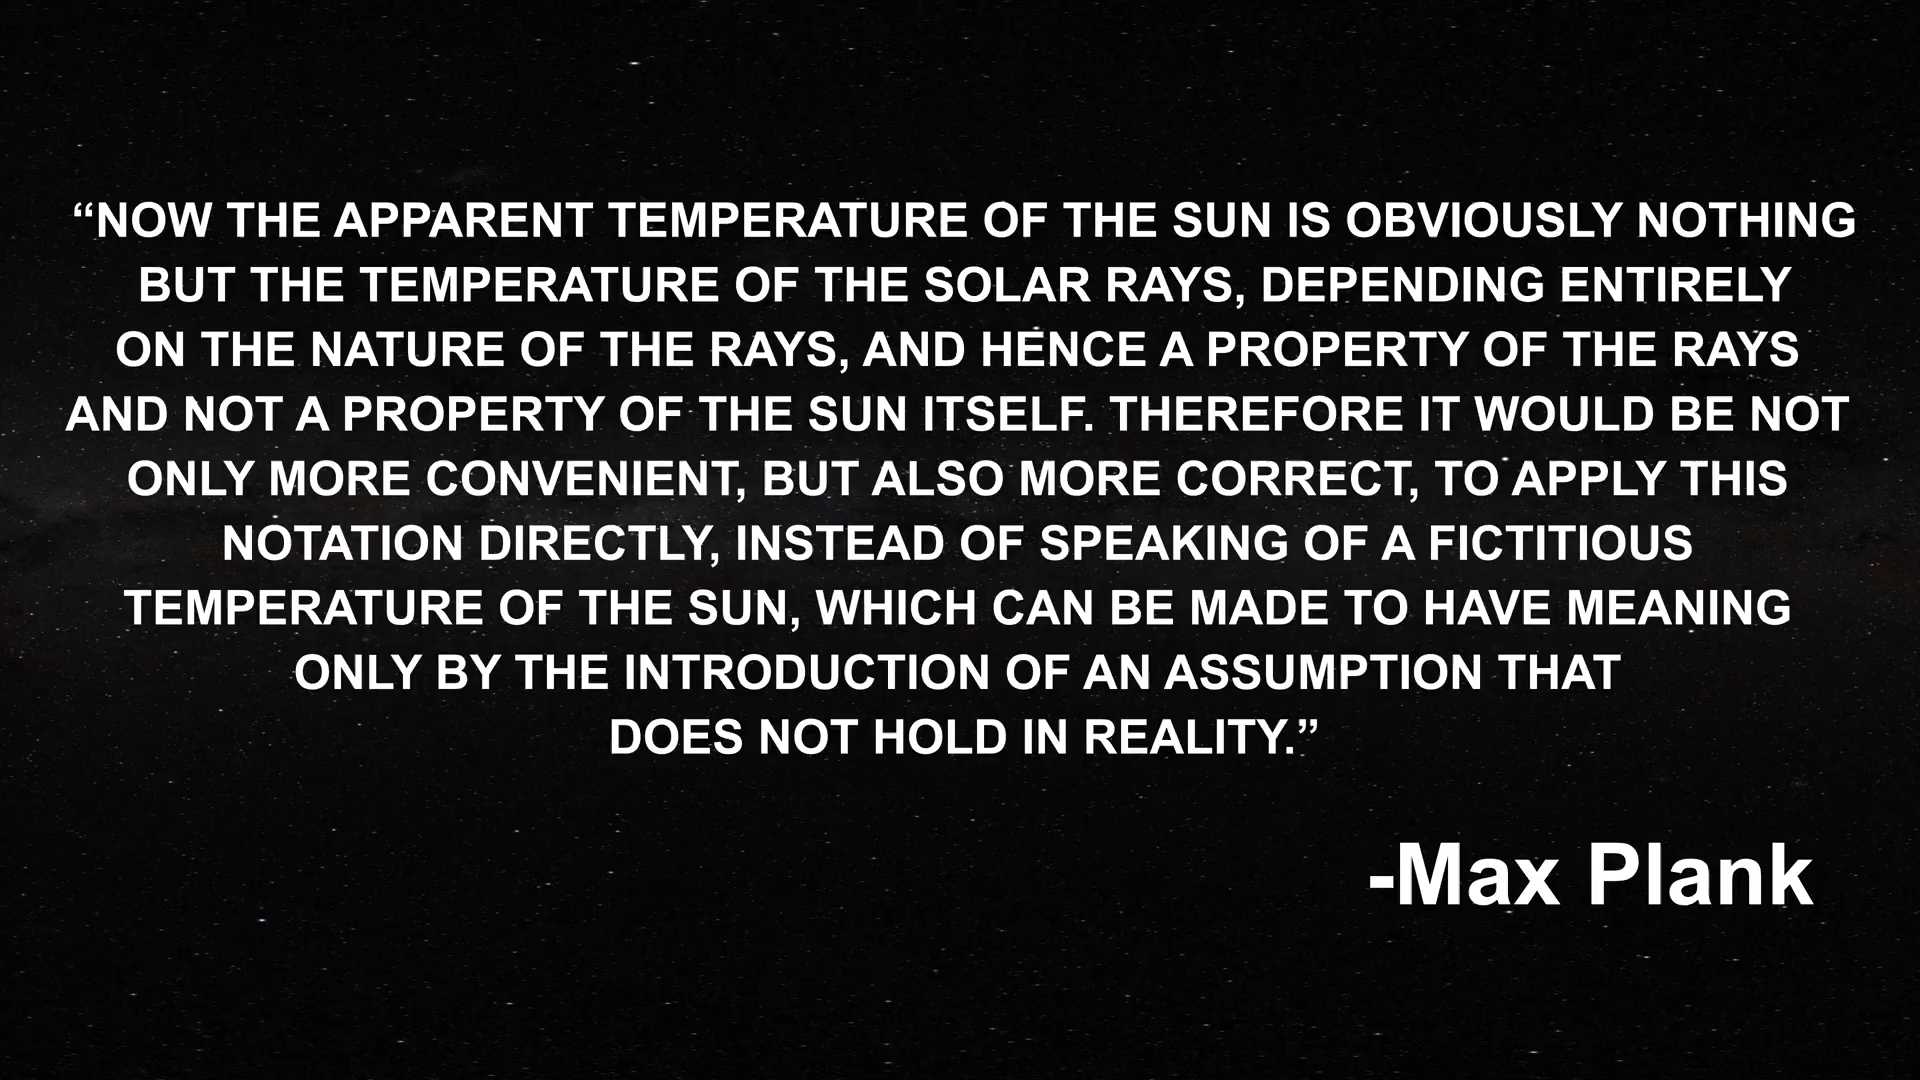 “NOW THE APPARENT TEMPERATURE OF THE SUN IS OBVIOUSLY NOTHING
BUT THE TEMPERATURE OF THE SOLAR RAYS, DEPENDING ENTIRELY
ON THE NATURE OF THE RAYS, AND HENCE A PROPERTY OF THE RAYS
AND NOT A PROPERTY OF THE SUN ITSELF. THEREFORE IT WOULD BE NOT
ONLY MORE CONVENIENT, BUT ALSO MORE CORRECT, TO APPLY THIS
NOTATION DIRECTLY, INSTEAD OF SPEAKING OF A FICTITIOUS
TEMPERATURE OF THE SUN, WHICH CAN BE MADE TO HAVE MEANING
ONLY BY THE INTRODUCTION OF AN ASSUMPTION THAT
DOES NOT HOLD IN REALITY.”
-Max Plank